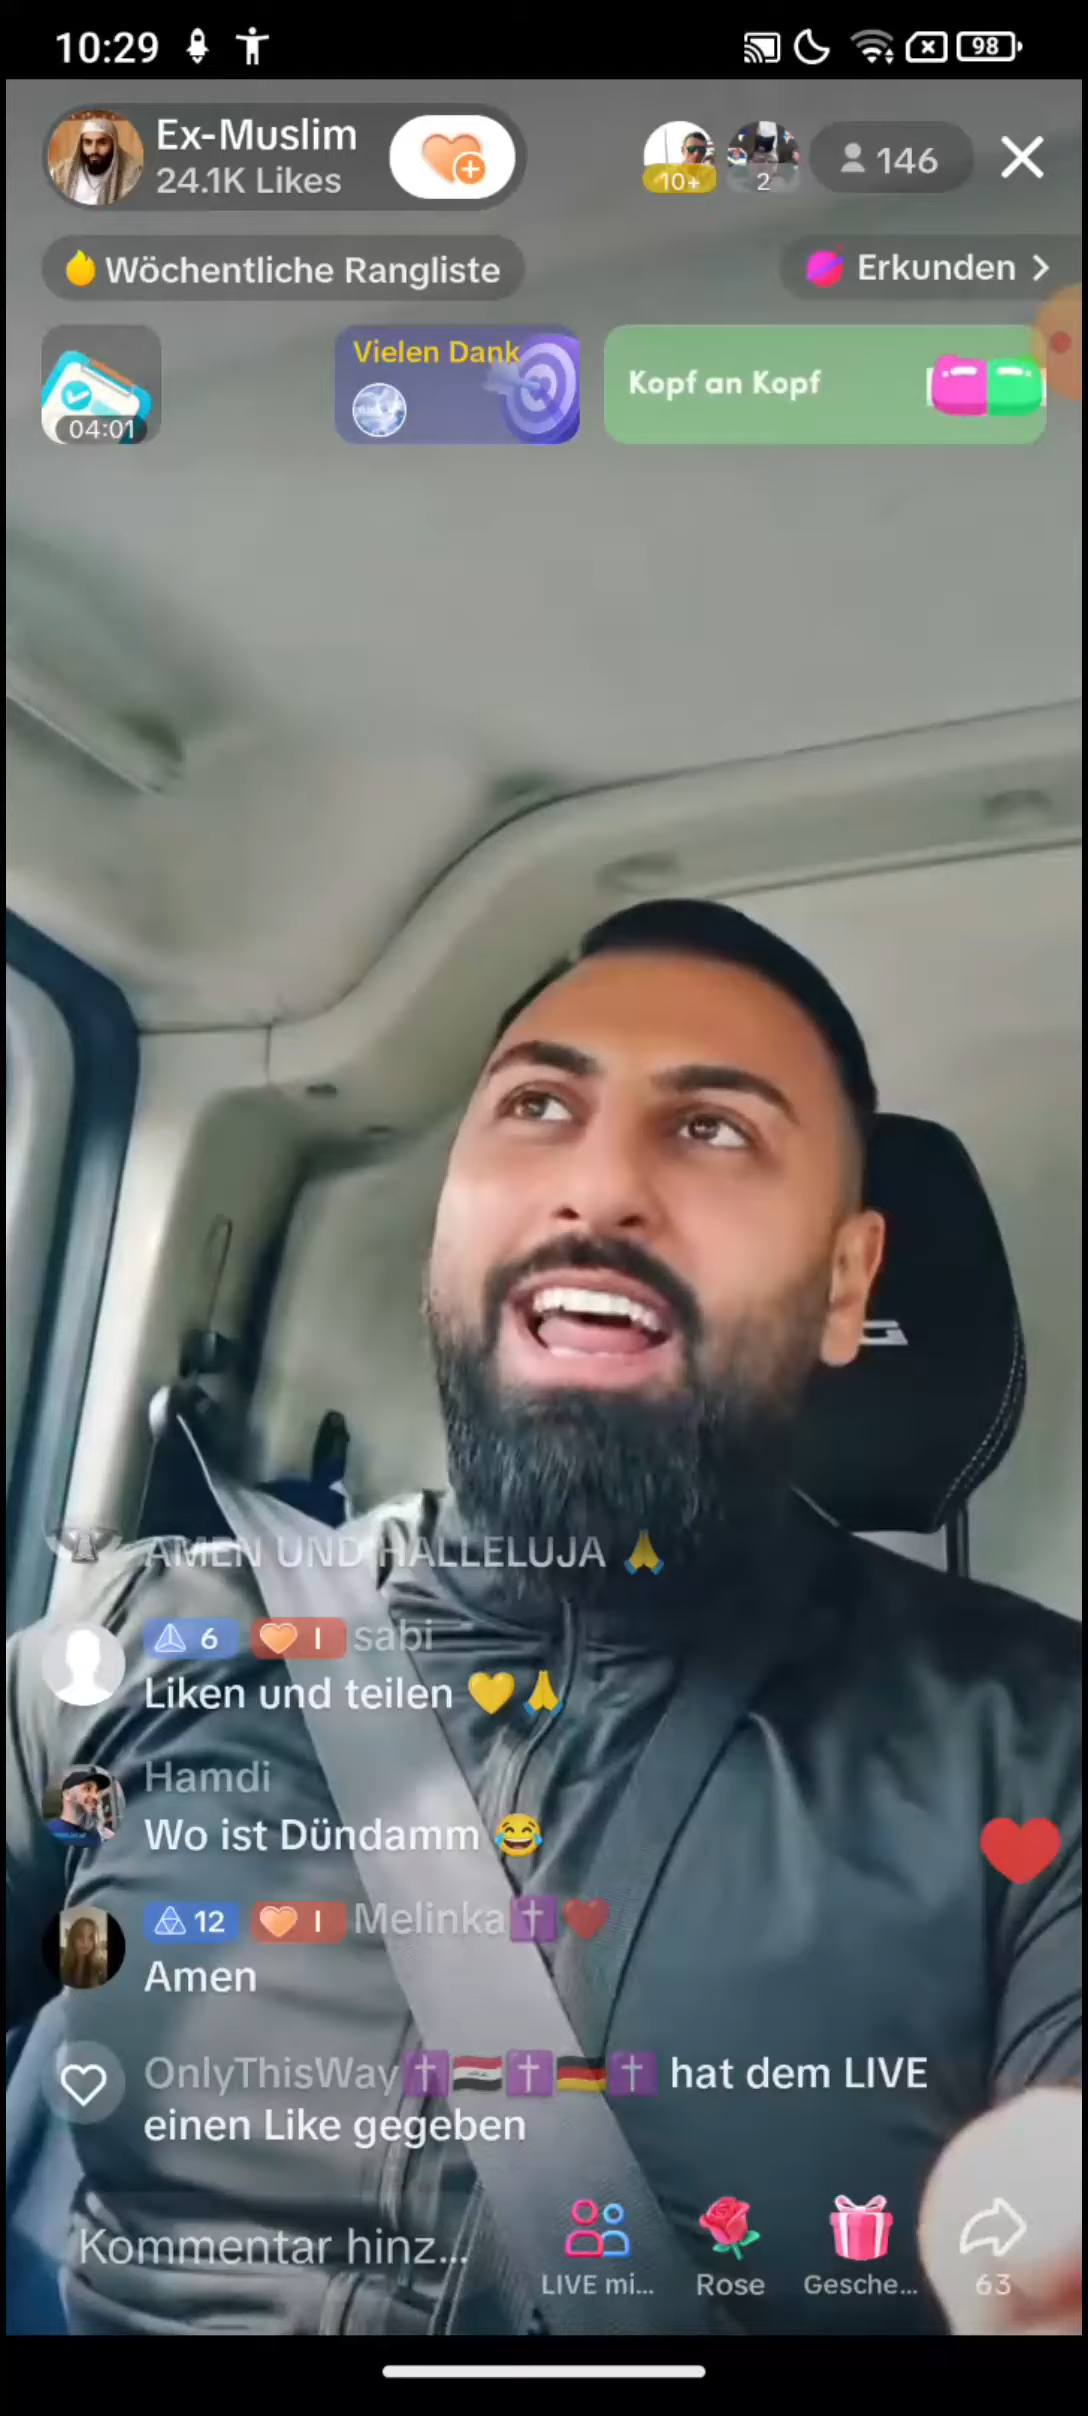 10:29
98
Ex-Muslim
24.1K Likes
10+
2
146
Wöchentliche Rangliste
Erkunden
04:01
Vielen Dank
Kopf an Kopf
G
AMEN UND HALLELUJA 🙏
6 I sabi
Liken und teilen 💛🙏
Hamdi
Wo ist Dündamm 😂
12 I Melinka✝️❤️
Amen
OnlyThisWay✝️🇮🇶✝️🇩🇪✝️ hat dem LIVE
einen Like gegeben
Kommentar hinz...
LIVE mi...
Rose
Gesche...
63